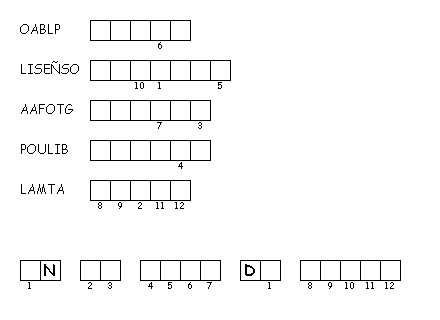 OABLP
6
LISEÑSO
10 1 5
AAFOTG
7 3
POULIB
4
LAMTA
8 9 2 11 12
N D
1 2 3 4 5 6 7 1 8 9 10 11 12